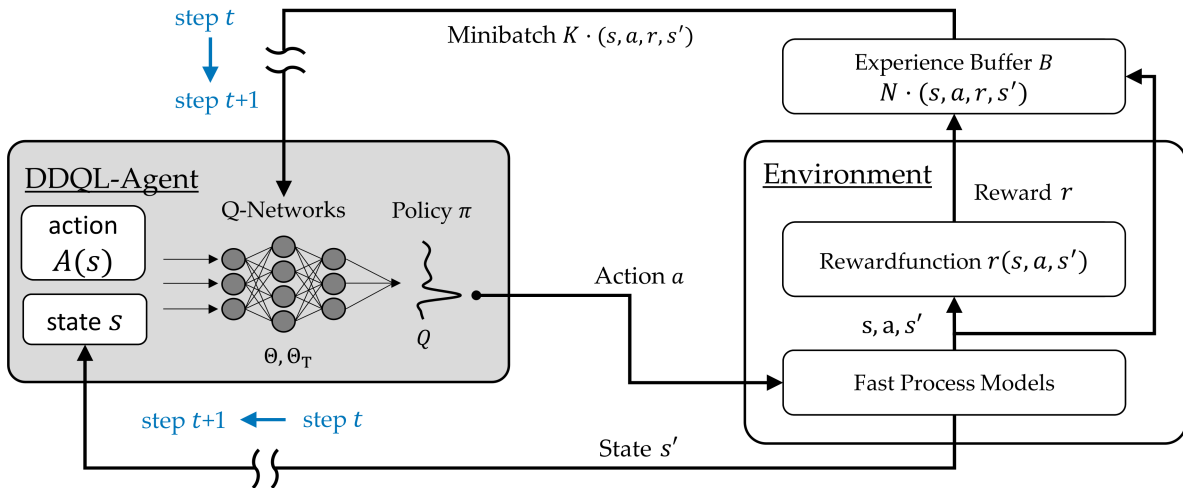 step t
step t+1
Minibatch K · (s, a, r, s′)
Experience Buffer B
N · (s, a, r, s′)
DDQL-Agent
action
A(s)
state s
Q-Networks
Θ, Θ_T
Policy π
Q
Action a
Environment
Reward r
Rewardfunction r(s, a, s′)
s, a, s′
Fast Process Models
step t+1
step t
State s′